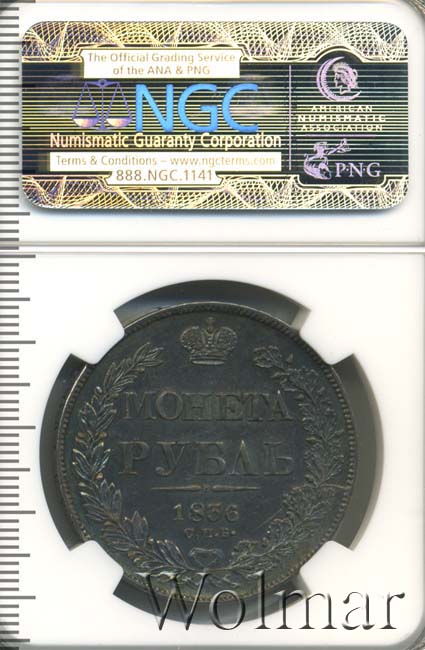 The Official Grading Service
of the ANA & PNG
NGC
Numismatic Guaranty Corporation
Terms & Conditions – www.ngcterms.com
888.NGC.1141
AMERICAN
NUMISMATIC
ASSOCIATION
PNG
МОНЕТА
РУБЛЬ
1836
С.П.Б.
Wolmar